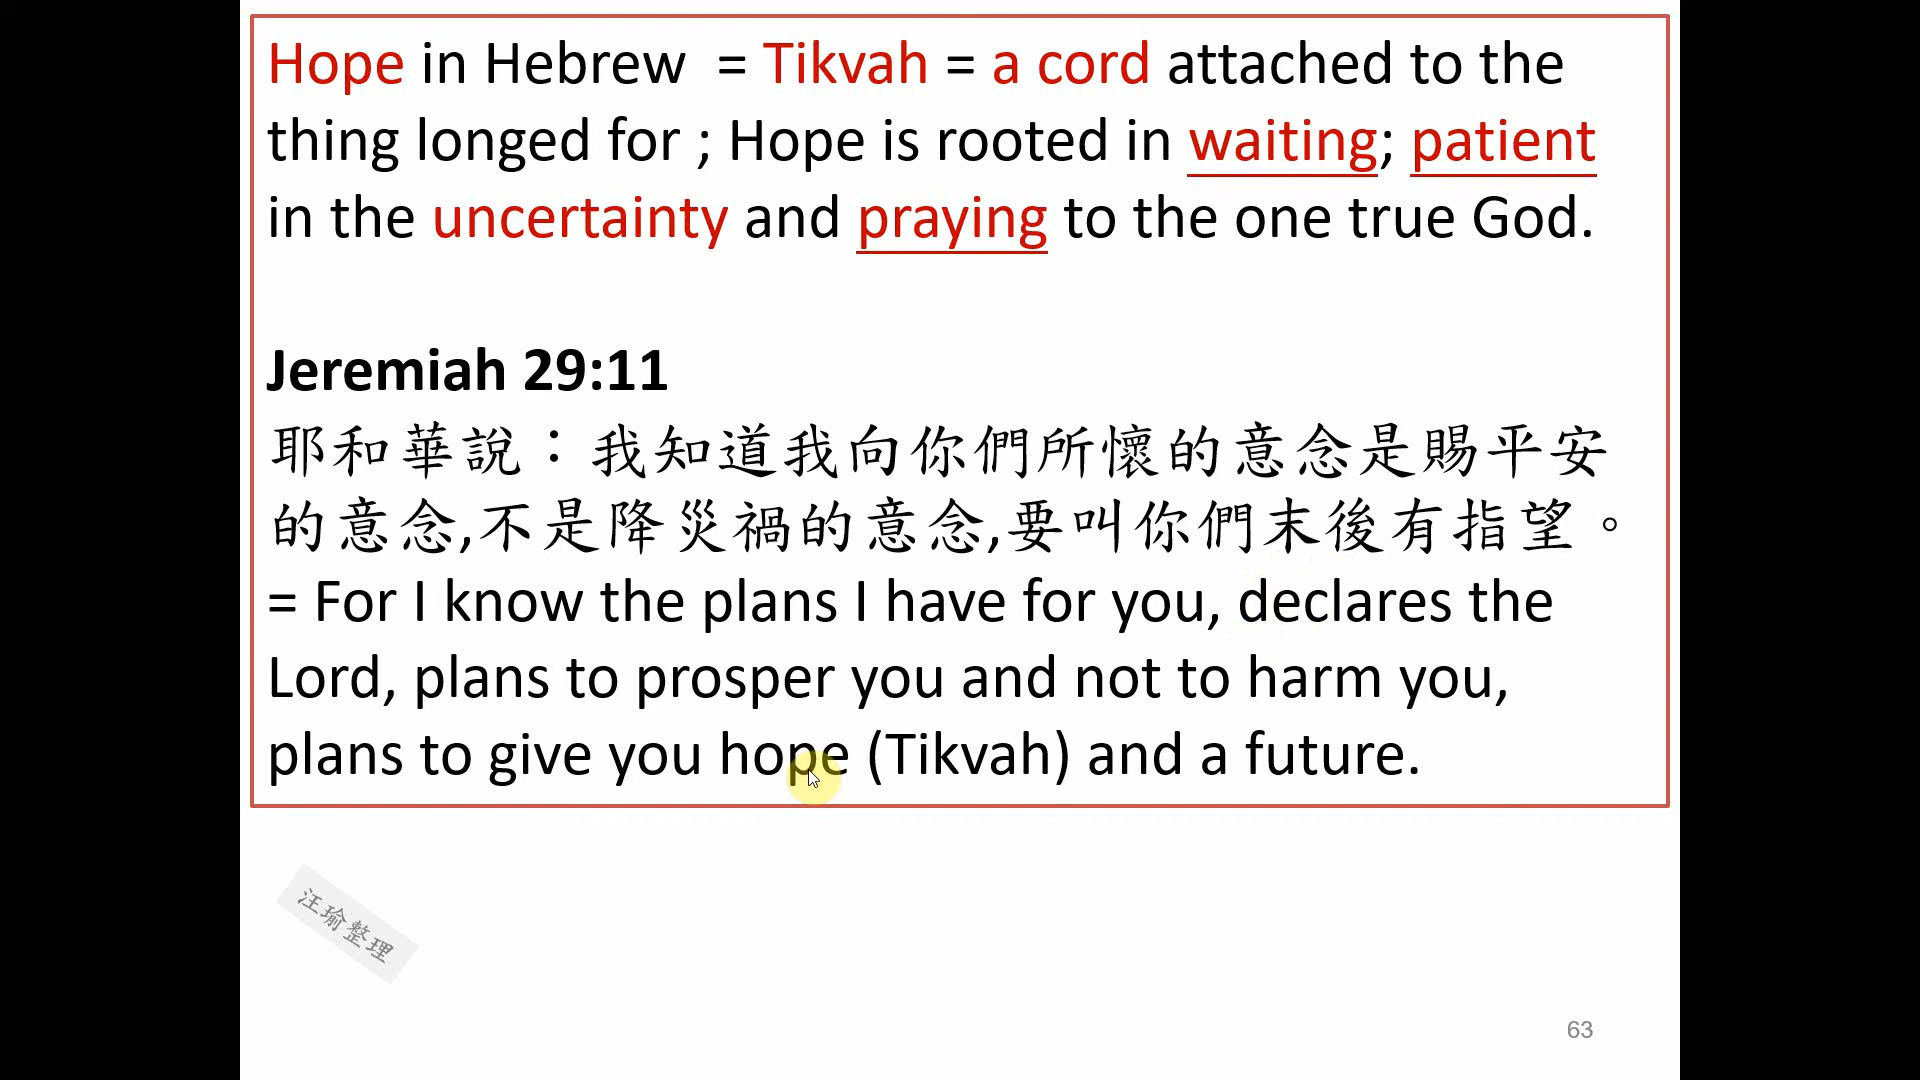 Hope in Hebrew = Tikvah = a cord attached to the
thing longed for ; Hope is rooted in waiting; patient
in the uncertainty and praying to the one true God.
Jeremiah 29:11
耶和華說：我知道我向你們所懷的意念是賜平安
的意念,不是降災禍的意念,要叫你們末後有指望。
= For I know the plans I have for you, declares the
Lord, plans to prosper you and not to harm you,
plans to give you hope (Tikvah) and a future.
汪瑜整理
63